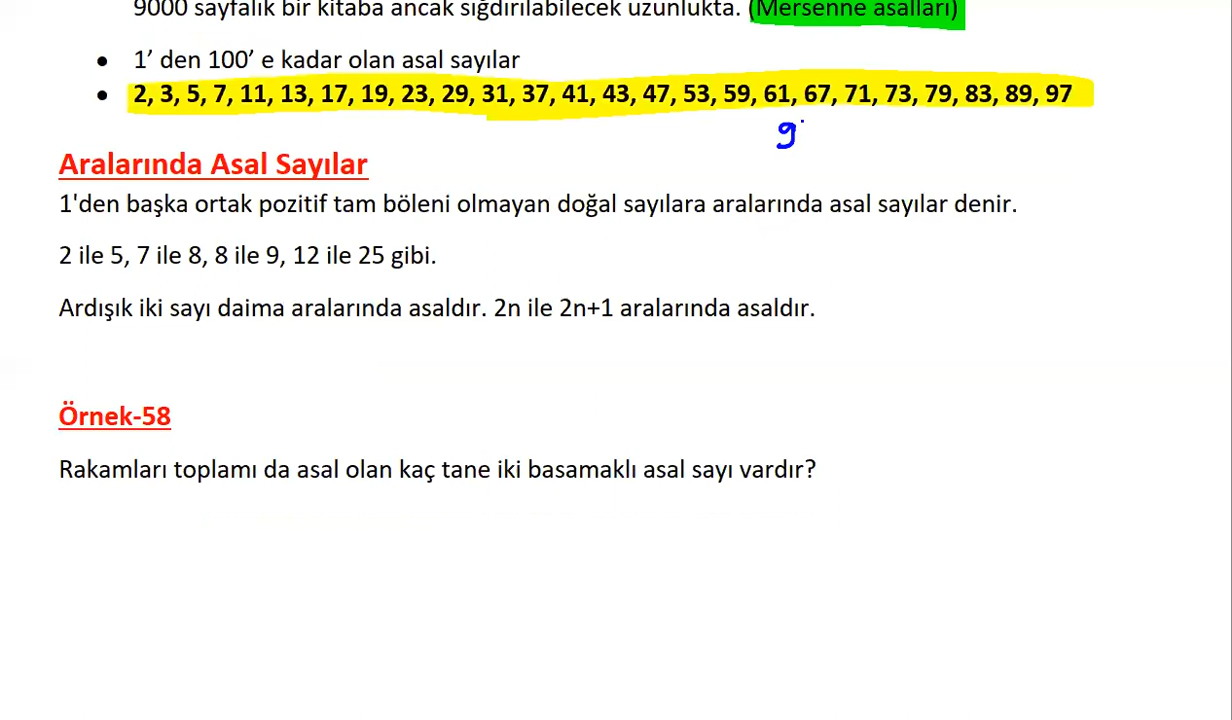 9000 sayfalık bir kitaba ancak sığdırılabilecek uzunlukta. (Mersenne asalları)
• 1’ den 100’ e kadar olan asal sayılar
• 2, 3, 5, 7, 11, 13, 17, 19, 23, 29, 31, 37, 41, 43, 47, 53, 59, 61, 67, 71, 73, 79, 83, 89, 97
9
Aralarında Asal Sayılar
1'den başka ortak pozitif tam böleni olmayan doğal sayılara aralarında asal sayılar denir.
2 ile 5, 7 ile 8, 8 ile 9, 12 ile 25 gibi.
Ardışık iki sayı daima aralarında asaldır. 2n ile 2n+1 aralarında asaldır.
Örnek-58
Rakamları toplamı da asal olan kaç tane iki basamaklı asal sayı vardır?